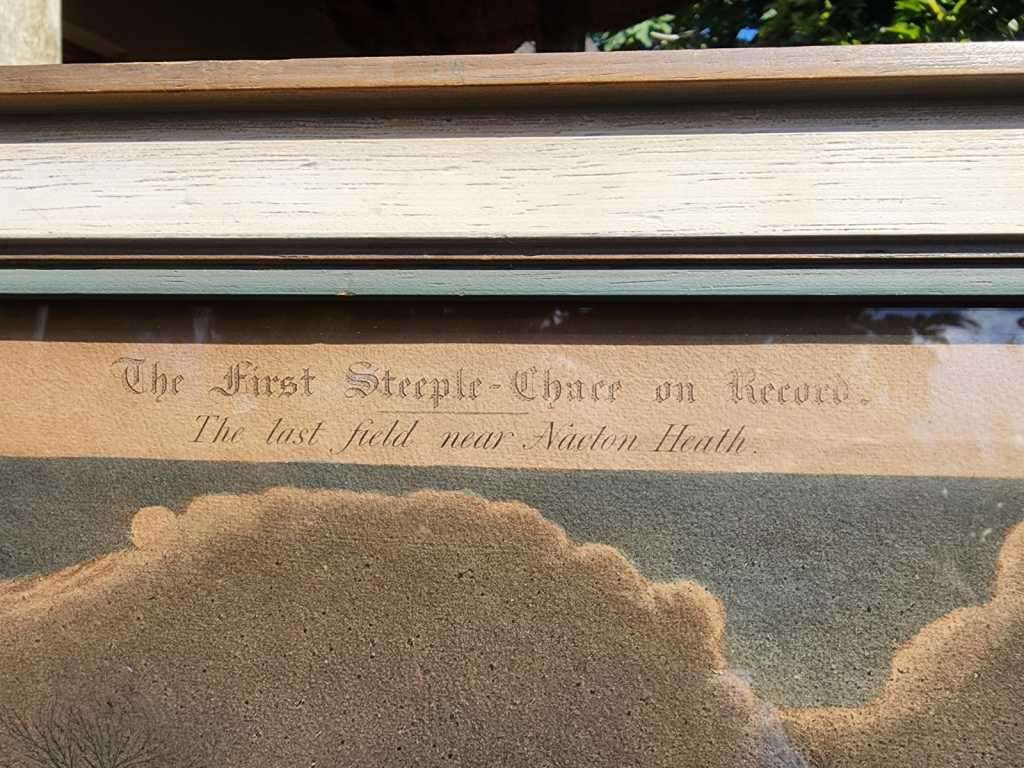 The First Steeple-Chace on Record.
The last field near Nacton Heath.